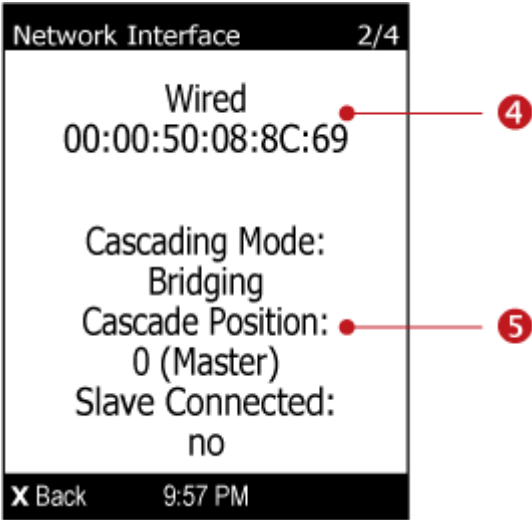 Network Interface 2/4
Wired 4
00:00:50:08:8C:69
Cascading Mode:
Bridging
Cascade Position: 5
0 (Master)
Slave Connected:
no
X Back 9:57 PM